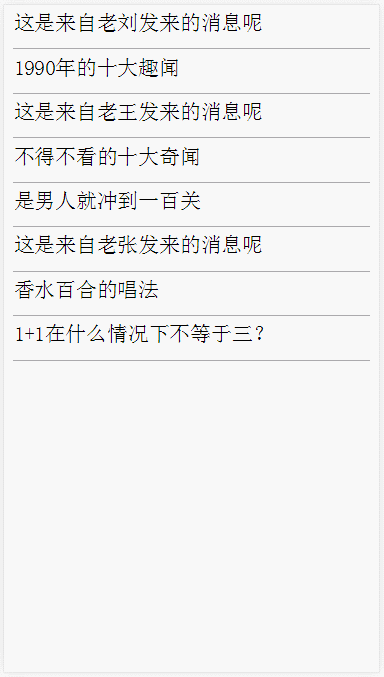 这是来自老刘发来的消息呢
1990年的十大趣闻
这是来自老王发来的消息呢
不得不看的十大奇闻
是男人就冲到一百关
这是来自老张发来的消息呢
香水百合的唱法
1+1在什么情况下不等于三？